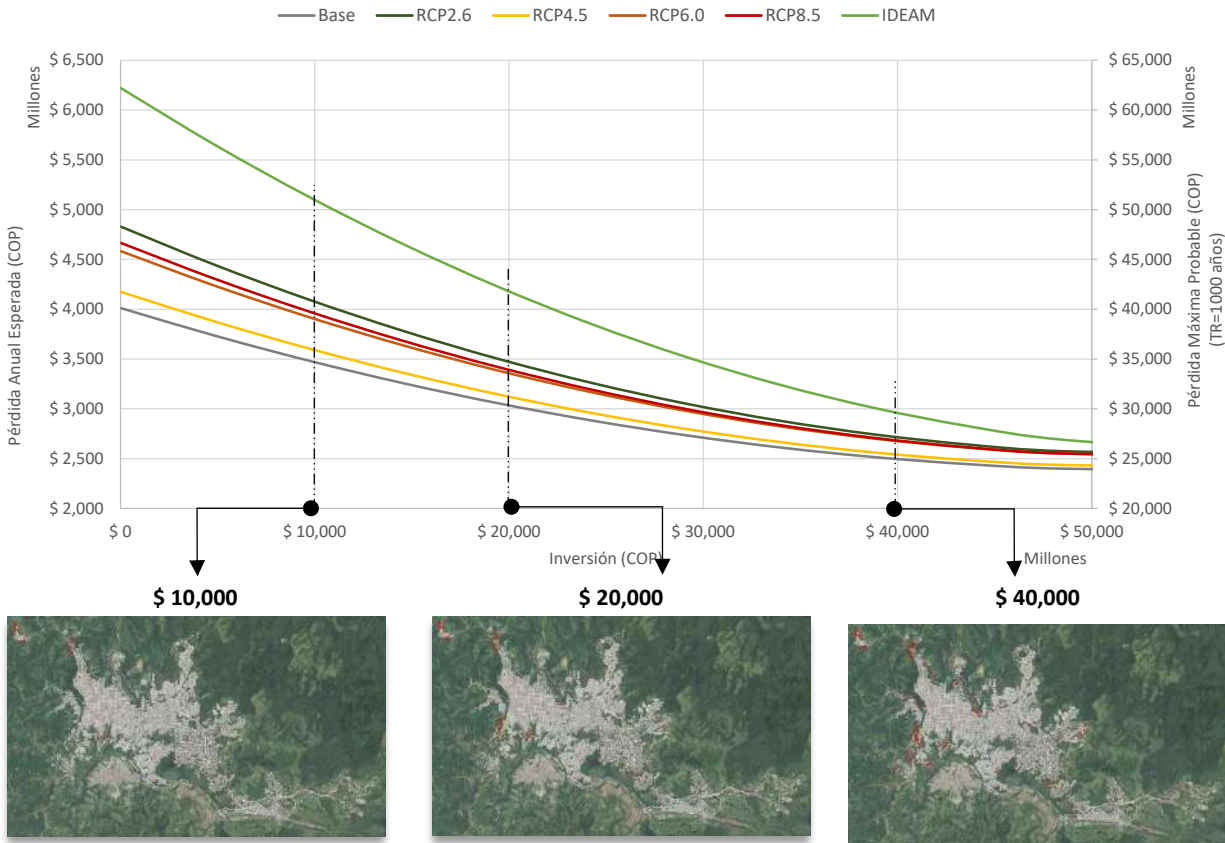 Base RCP2.6 RCP4.5 RCP6.0 RCP8.5 IDEAM
Millones
Pérdida Anual Esperada (COP)
$ 6,500
$ 6,000
$ 5,500
$ 5,000
$ 4,500
$ 4,000
$ 3,500
$ 3,000
$ 2,500
$ 2,000
$ 65,000
$ 60,000
$ 55,000
$ 50,000
$ 45,000
$ 40,000
$ 35,000
$ 30,000
$ 25,000
$ 20,000
Millones
Pérdida Máxima Probable (COP)
(TR=1000 años)
$ 0 $ 10,000 $ 20,000 $ 30,000 $ 40,000 $ 50,000
Inversión (COP) Millones
$ 10,000 $ 20,000 $ 40,000